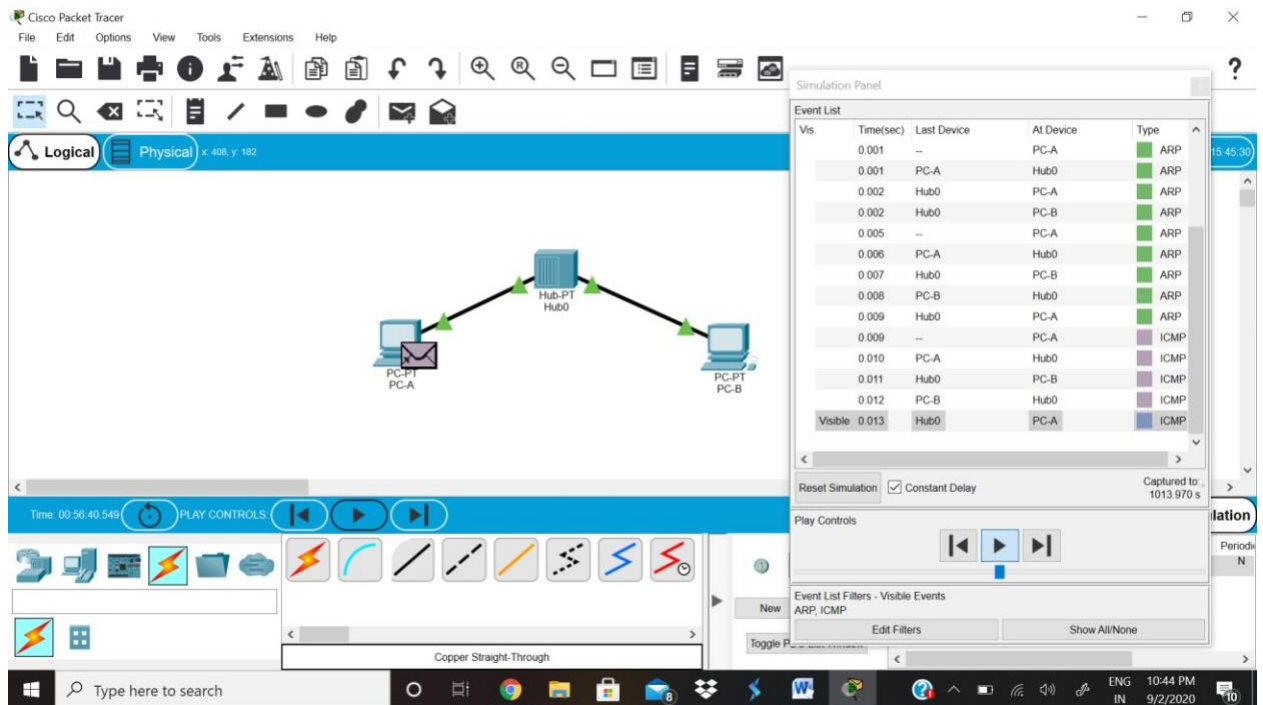 Cisco Packet Tracer
File Edit Options View Tools Extensions Help
Logical Physical x: 408, y: 182
15:45:30
Hub-PT
Hub0
PC-PT
PC-A
PC-PT
PC-B
Simulation Panel
Event List
Vis. Time(sec) Last Device At Device Type
0.001 -- PC-A ARP
0.001 PC-A Hub0 ARP
0.002 Hub0 PC-A ARP
0.002 Hub0 PC-B ARP
0.005 -- PC-A ARP
0.006 PC-A Hub0 ARP
0.007 Hub0 PC-B ARP
0.008 PC-B Hub0 ARP
0.009 Hub0 PC-A ARP
0.009 -- PC-A ICMP
0.010 PC-A Hub0 ICMP
0.011 Hub0 PC-B ICMP
0.012 PC-B Hub0 ICMP
Visible 0.013 Hub0 PC-A ICMP
Reset Simulation Constant Delay Captured to:
1013.970 s
Play Controls
Event List Filters - Visible Events
ARP, ICMP
Edit Filters Show All/None
Time: 00:56:40.549 PLAY CONTROLS:
lation
Periodi
N
New
Toggle P
Copper Straight-Through
Type here to search
8
ENG
IN
10:44 PM
9/2/2020
10